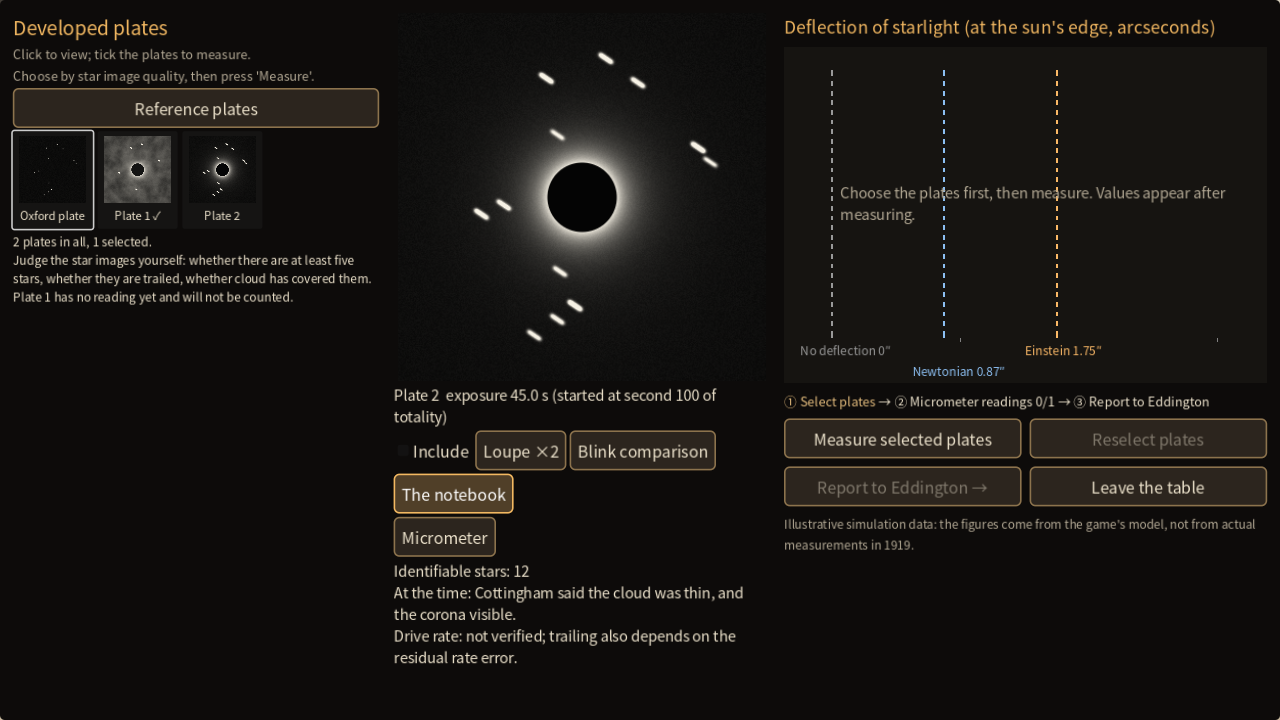 Developed plates
Click to view; tick the plates to measure.
Choose by star image quality, then press 'Measure'.
Reference plates
Oxford plate
Plate 1 ✓
Plate 2
2 plates in all, 1 selected.
Judge the star images yourself: whether there are at least five
stars, whether they are trailed, whether cloud has covered them.
Plate 1 has no reading yet and will not be counted.
Plate 2  exposure 45.0 s (started at second 100 of
totality)
Include
Loupe ×2
Blink comparison
The notebook
Micrometer
Identifiable stars: 12
At the time: Cottingham said the cloud was thin, and
the corona visible.
Drive rate: not verified; trailing also depends on the
residual rate error.
Deflection of starlight (at the sun's edge, arcseconds)
Choose the plates first, then measure. Values appear after
measuring.
No deflection 0"
Einstein 1.75"
Newtonian 0.87"
① Select plates → ② Micrometer readings 0/1 → ③ Report to Eddington
Measure selected plates
Reselect plates
Report to Eddington →
Leave the table
Illustrative simulation data: the figures come from the game's model, not from actual
measurements in 1919.